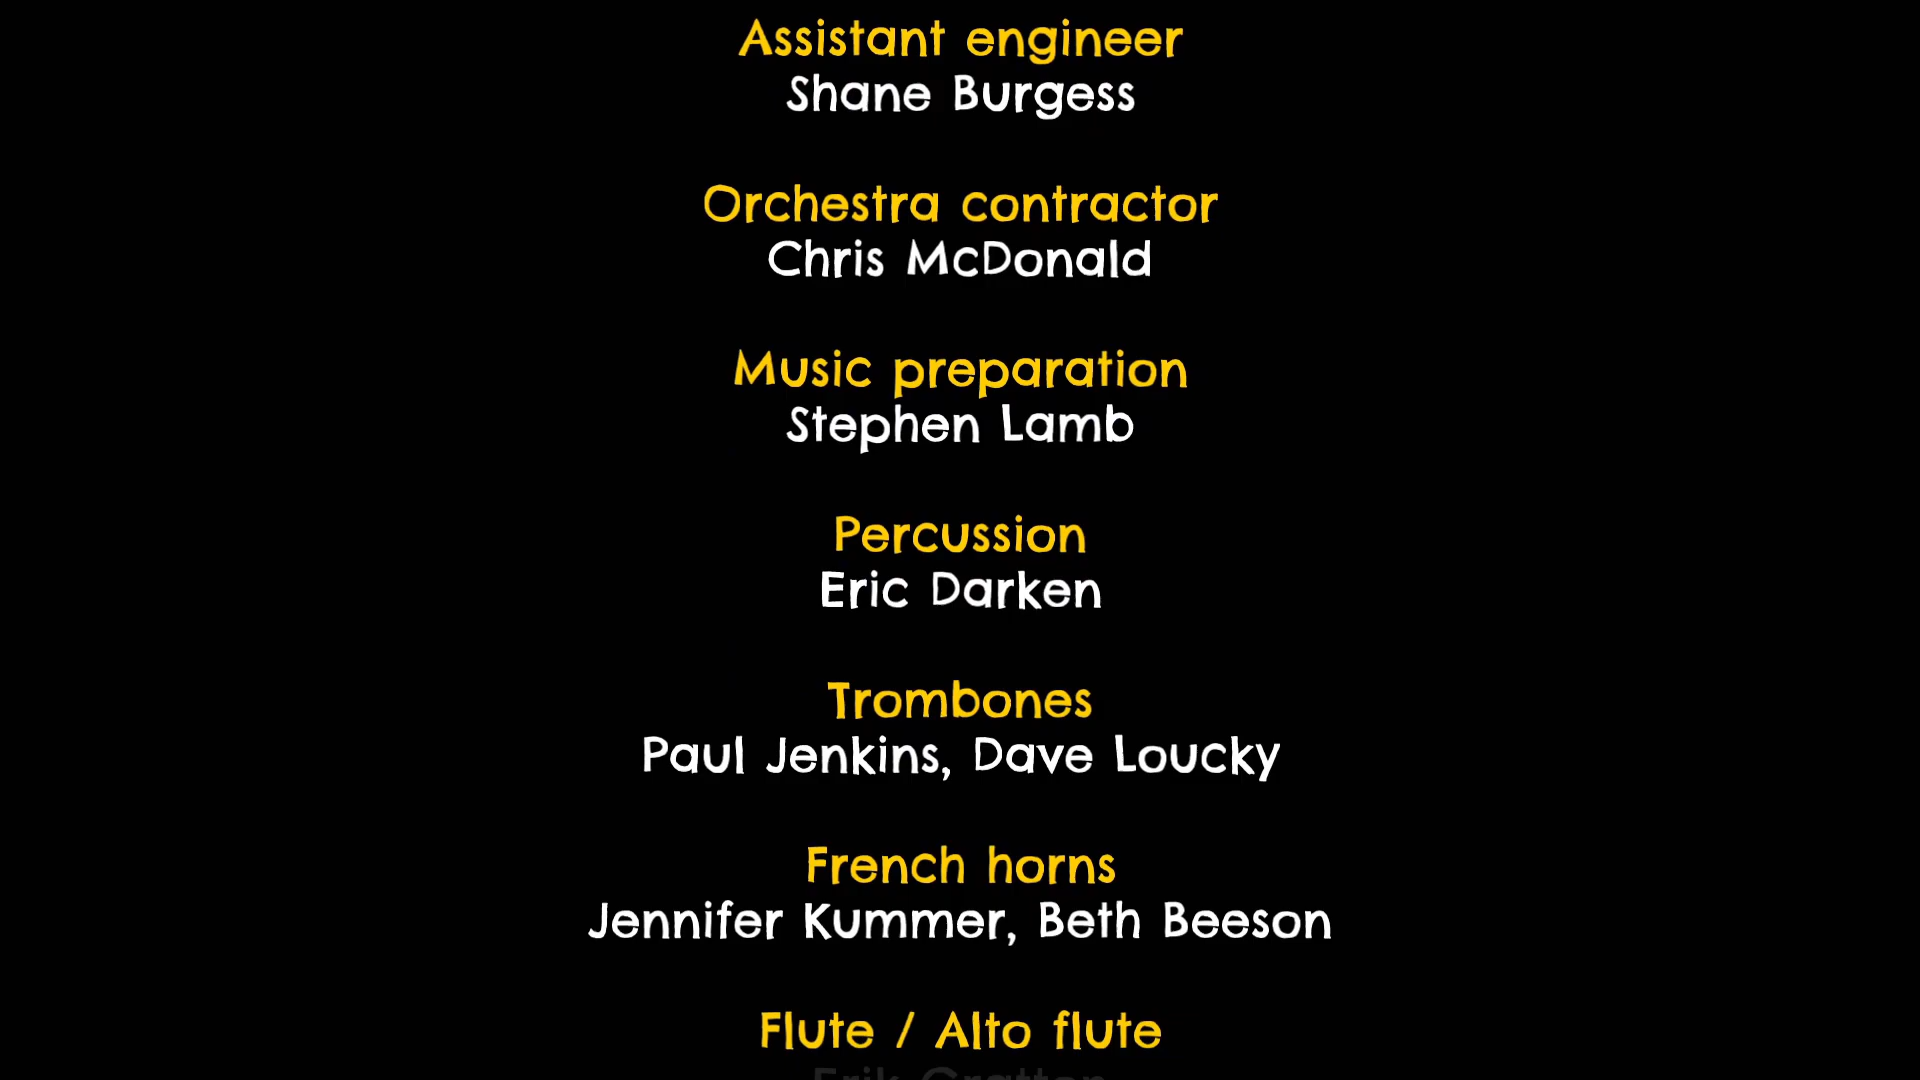 Assistant engineer
Shane Burgess
Orchestra contractor
Chris McDonald
Music preparation
Stephen Lamb
Percussion
Eric Darken
Trombones
Paul Jenkins, Dave Loucky
French horns
Jennifer Kummer, Beth Beeson
Flute / Alto flute